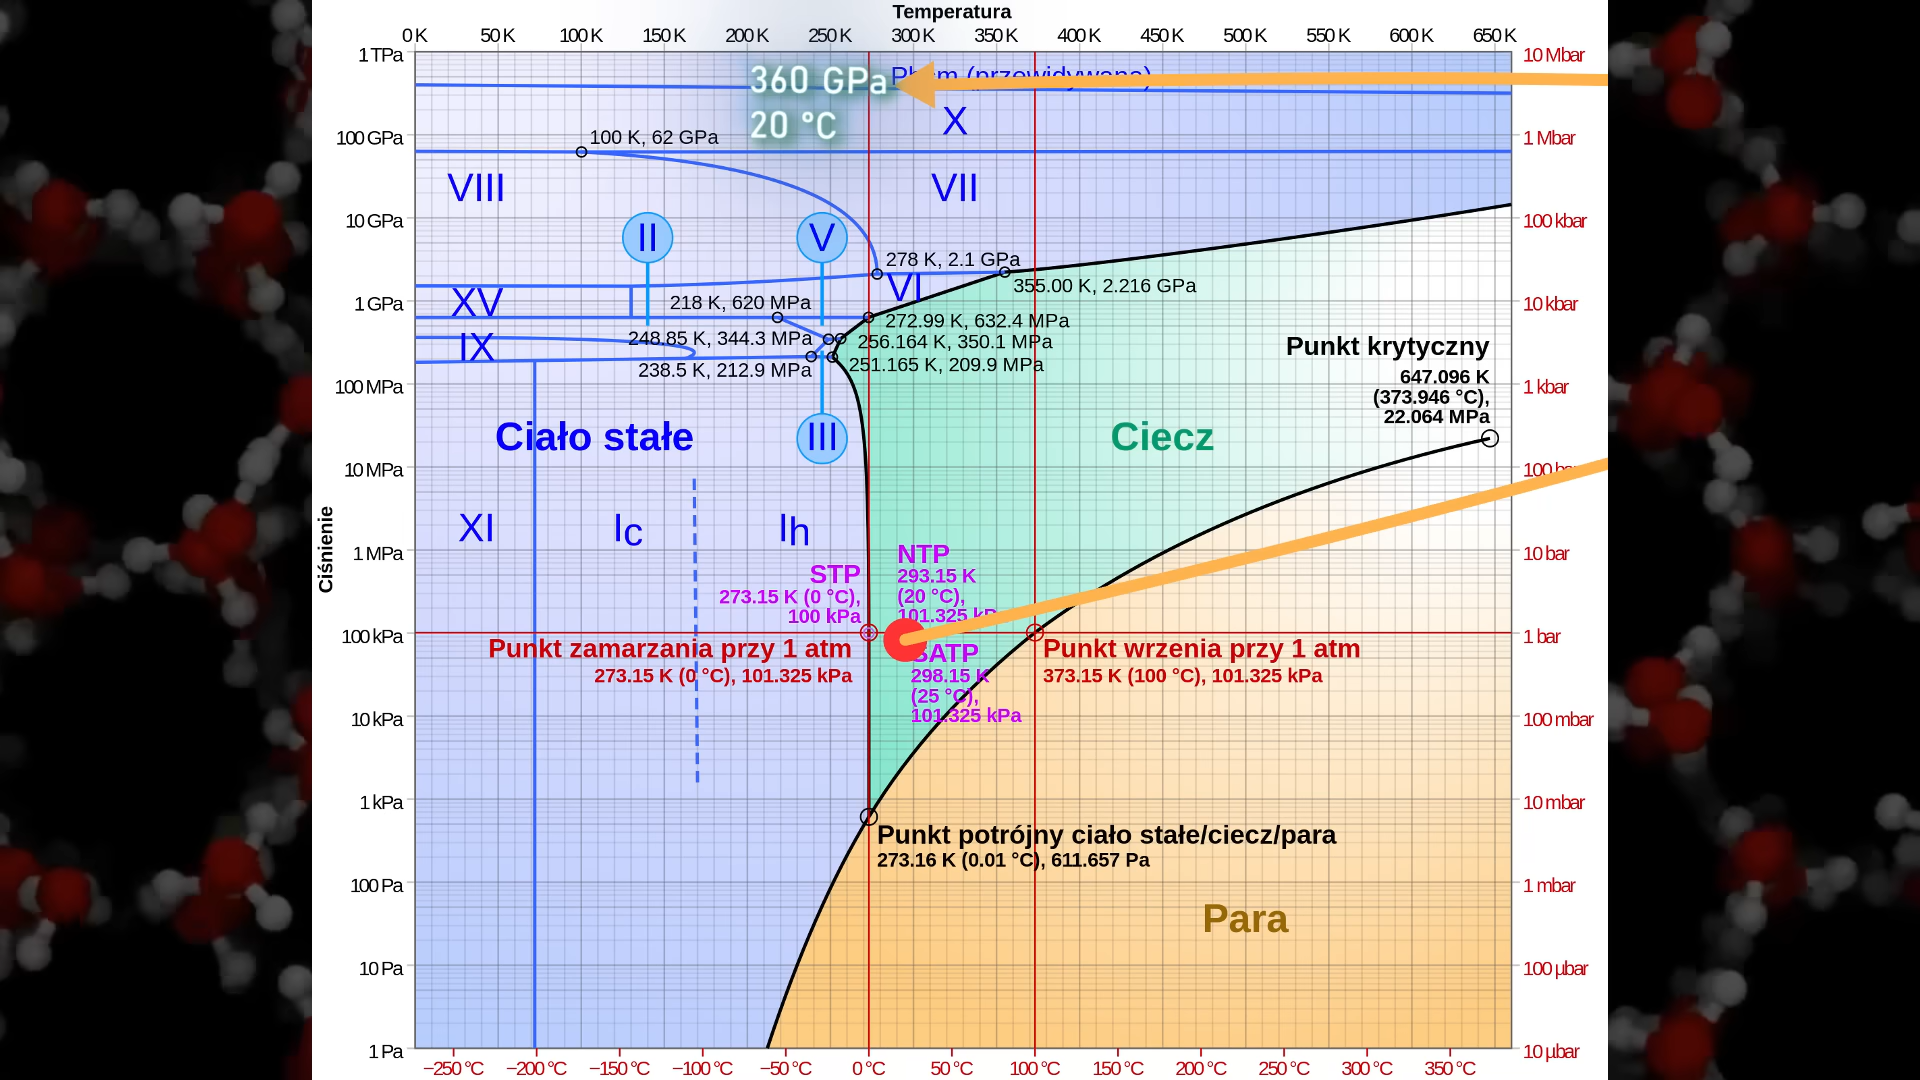 Temperatura
0 K 50 K 100 K 150 K 200 K 250 K 300 K 350 K 400 K 450 K 500 K 550 K 600 K 650 K
1 TPa
10 Mbar
360 GPa
(przewidywana)
20 °C
X
100 K, 62 GPa
100 GPa
1 Mbar
VIII
VII
10 GPa
100 kbar
II
V
278 K, 2.1 GPa
VI
355.00 K, 2.216 GPa
XV
218 K, 620 MPa
1 GPa
10 kbar
272.99 K, 632.4 MPa
IX
248.85 K, 344.3 MPa
256.164 K, 350.1 MPa
238.5 K, 212.9 MPa
251.165 K, 209.9 MPa
Punkt krytyczny
647.096 K
(373.946 °C),
22.064 MPa
100 MPa
1 kbar
Ciało stałe
III
Ciecz
10 MPa
100 bar
Ciśnienie
XI
Ic
Ih
1 MPa
10 bar
STP
273.15 K (0 °C),
100 kPa
NTP
293.15 K
(20 °C),
101.325 kPa
100 kPa
1 bar
Punkt zamarzania przy 1 atm
273.15 K (0 °C), 101.325 kPa
SATP
298.15 K
(25 °C),
101.325 kPa
Punkt wrzenia przy 1 atm
373.15 K (100 °C), 101.325 kPa
10 kPa
100 mbar
1 kPa
10 mbar
Punkt potrójny ciało stałe/ciecz/para
273.16 K (0.01 °C), 611.657 Pa
100 Pa
1 mbar
Para
10 Pa
100 µbar
1 Pa
10 µbar
−250 °C −200 °C −150 °C −100 °C −50 °C 0 °C 50 °C 100 °C 150 °C 200 °C 250 °C 300 °C 350 °C